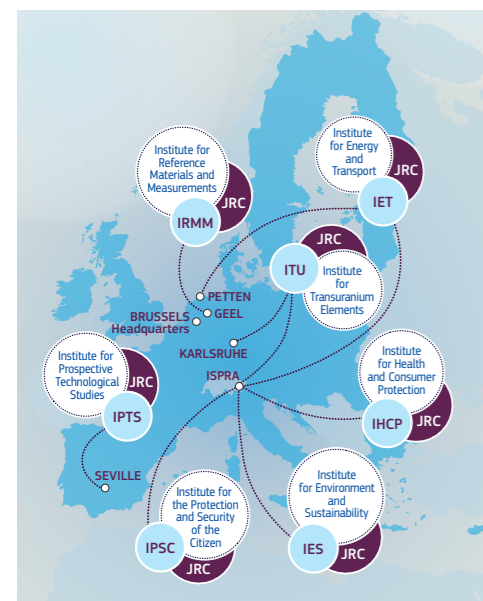 Institute for
Reference
Materials and
Measurements
JRC
IRMM
Institute
for Energy
and
Transport
JRC
IET
JRC
ITU
Institute
for
Transuranium
Elements
PETTEN
GEEL
BRUSSELS
Headquarters
KARLSRUHE
ISPRA
Institute for
Prospective
Technological
Studies
JRC
IPTS
Institute
for Health
and Consumer
Protection
IHCP
JRC
SEVILLE
Institute for
the Protection
and Security
of the
Citizen
IPSC
JRC
Institute
for Environment
and
Sustainability
IES
JRC